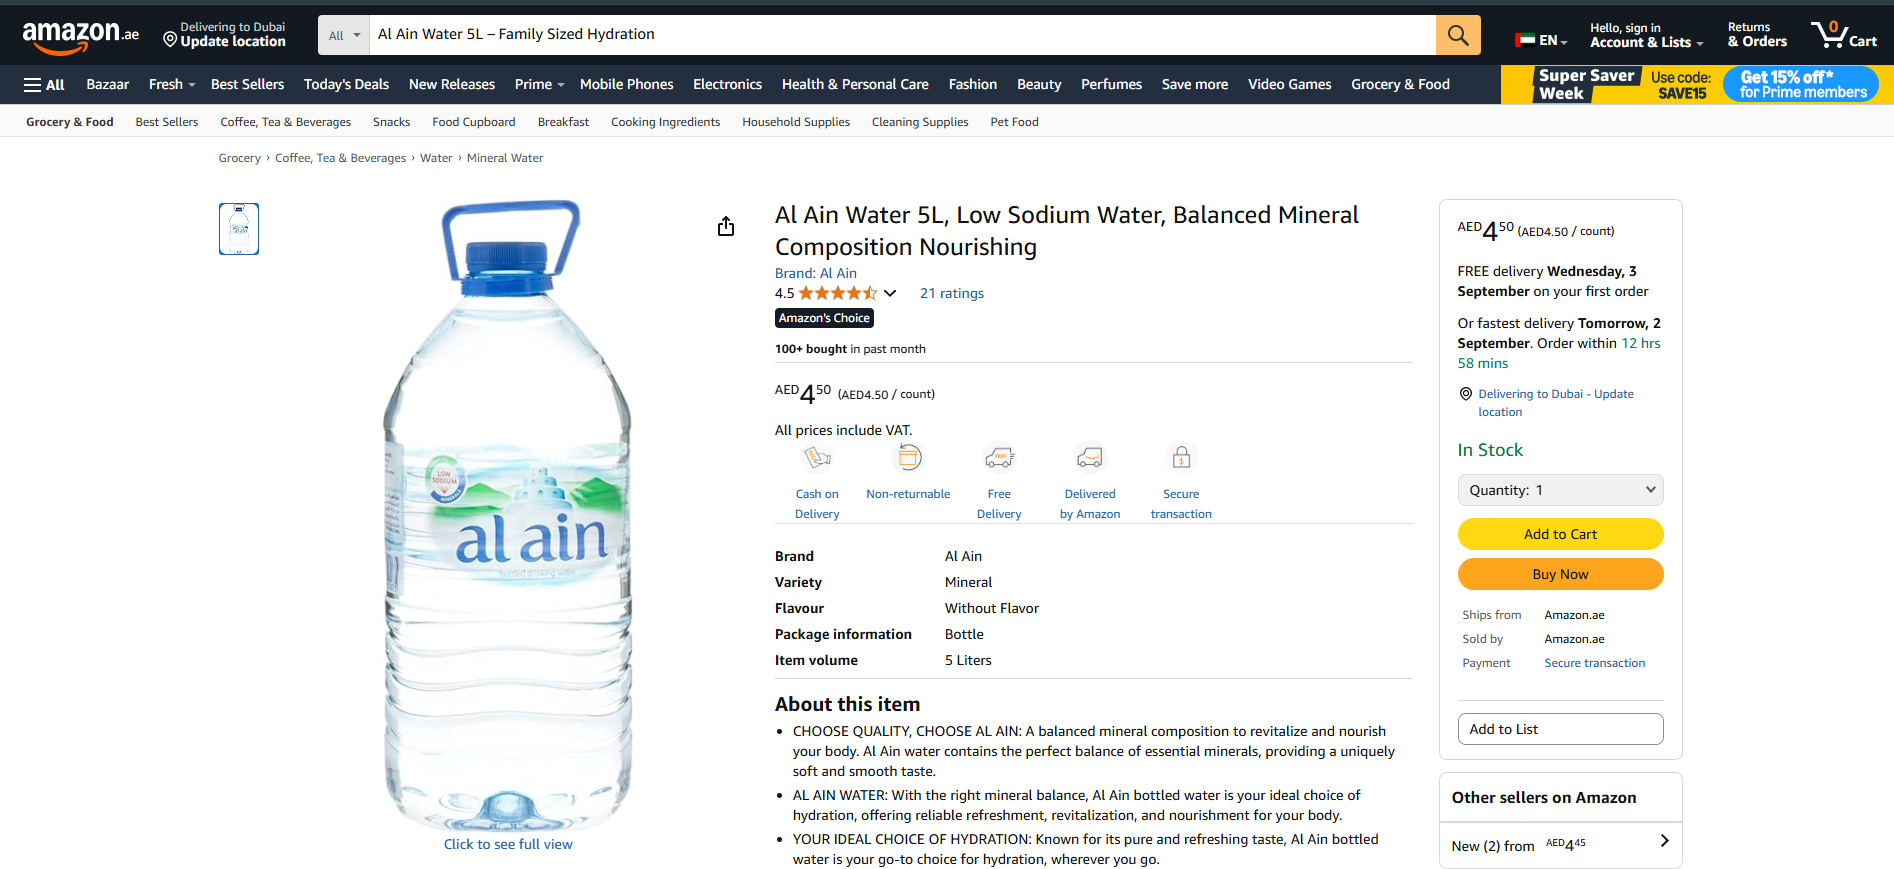 amazon.ae
Delivering to Dubai
Update location
All
Al Ain Water 5L – Family Sized Hydration
EN
Hello, sign in
Account & Lists
Returns
& Orders
0
Cart
All
Bazaar
Fresh
Best Sellers
Today's Deals
New Releases
Prime
Mobile Phones
Electronics
Health & Personal Care
Fashion
Beauty
Perfumes
Save more
Video Games
Grocery & Food
Super Saver
Week
Use code:
SAVE15
Get 15% off*
for Prime members
Grocery & Food
Best Sellers
Coffee, Tea & Beverages
Snacks
Food Cupboard
Breakfast
Cooking Ingredients
Household Supplies
Cleaning Supplies
Pet Food
Grocery › Coffee, Tea & Beverages › Water › Mineral Water
LOW
SODIUM
MINERALS
al ain
bottled drinking water
Click to see full view
Al Ain Water 5L, Low Sodium Water, Balanced Mineral
Composition Nourishing
Brand: Al Ain
4.5
21 ratings
Amazon's Choice
100+ bought in past month
AED450 (AED4.50 / count)
All prices include VAT.
Cash on
Delivery
Non-returnable
Free
Delivery
Delivered
by Amazon
Secure
transaction
Brand Al Ain
Variety Mineral
Flavour Without Flavor
Package information Bottle
Item volume 5 Liters
About this item
• CHOOSE QUALITY, CHOOSE AL AIN: A balanced mineral composition to revitalize and nourish
your body. Al Ain water contains the perfect balance of essential minerals, providing a uniquely
soft and smooth taste.
• AL AIN WATER: With the right mineral balance, Al Ain bottled water is your ideal choice of
hydration, offering reliable refreshment, revitalization, and nourishment for your body.
• YOUR IDEAL CHOICE OF HYDRATION: Known for its pure and refreshing taste, Al Ain bottled
water is your go-to choice for hydration, wherever you go.
AED450 (AED4.50 / count)
FREE delivery Wednesday, 3
September on your first order
Or fastest delivery Tomorrow, 2
September. Order within 12 hrs
58 mins
Delivering to Dubai - Update
location
In Stock
Quantity: 1
Add to Cart
Buy Now
Ships from Amazon.ae
Sold by Amazon.ae
Payment Secure transaction
Add to List
Other sellers on Amazon
New (2) from AED445